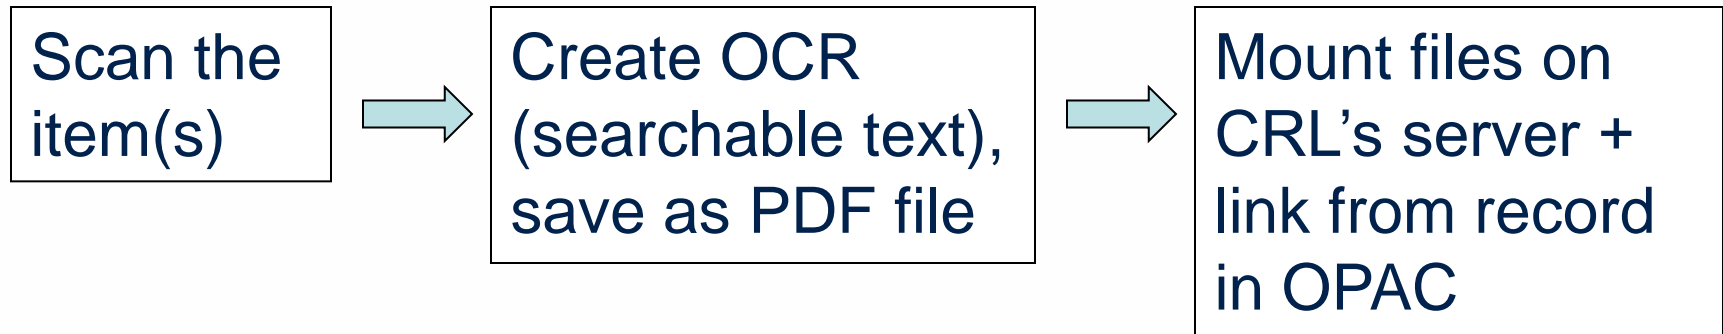 Scan the
item(s)
Create OCR
(searchable text),
save as PDF file
Mount files on
CRL’s server +
link from record
in OPAC